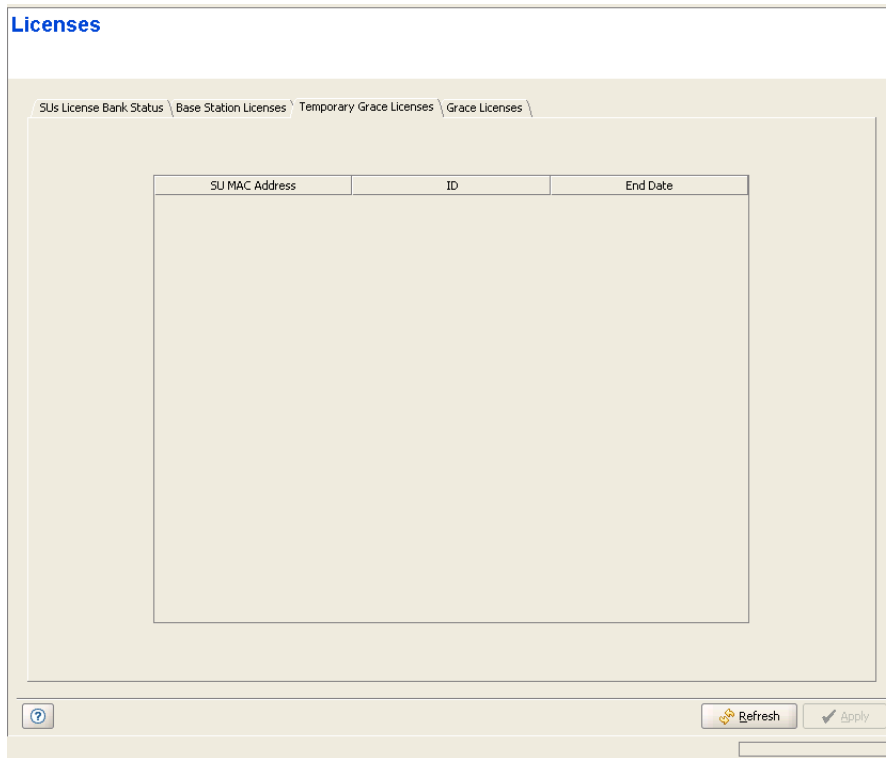 Licenses
SUs License Bank Status Base Station Licenses Temporary Grace Licenses Grace Licenses
SU MAC Address ID End Date
? Refresh Apply